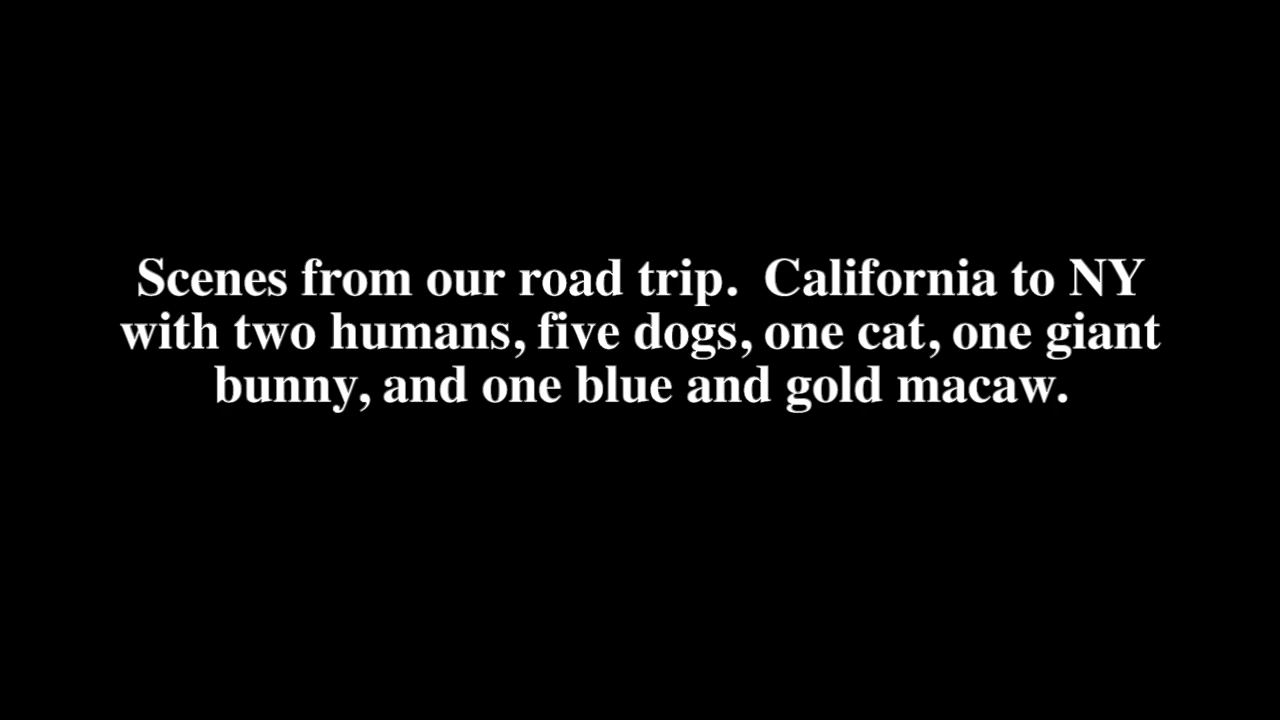 Scenes from our road trip.  California to NY
with two humans, five dogs, one cat, one giant
bunny, and one blue and gold macaw.